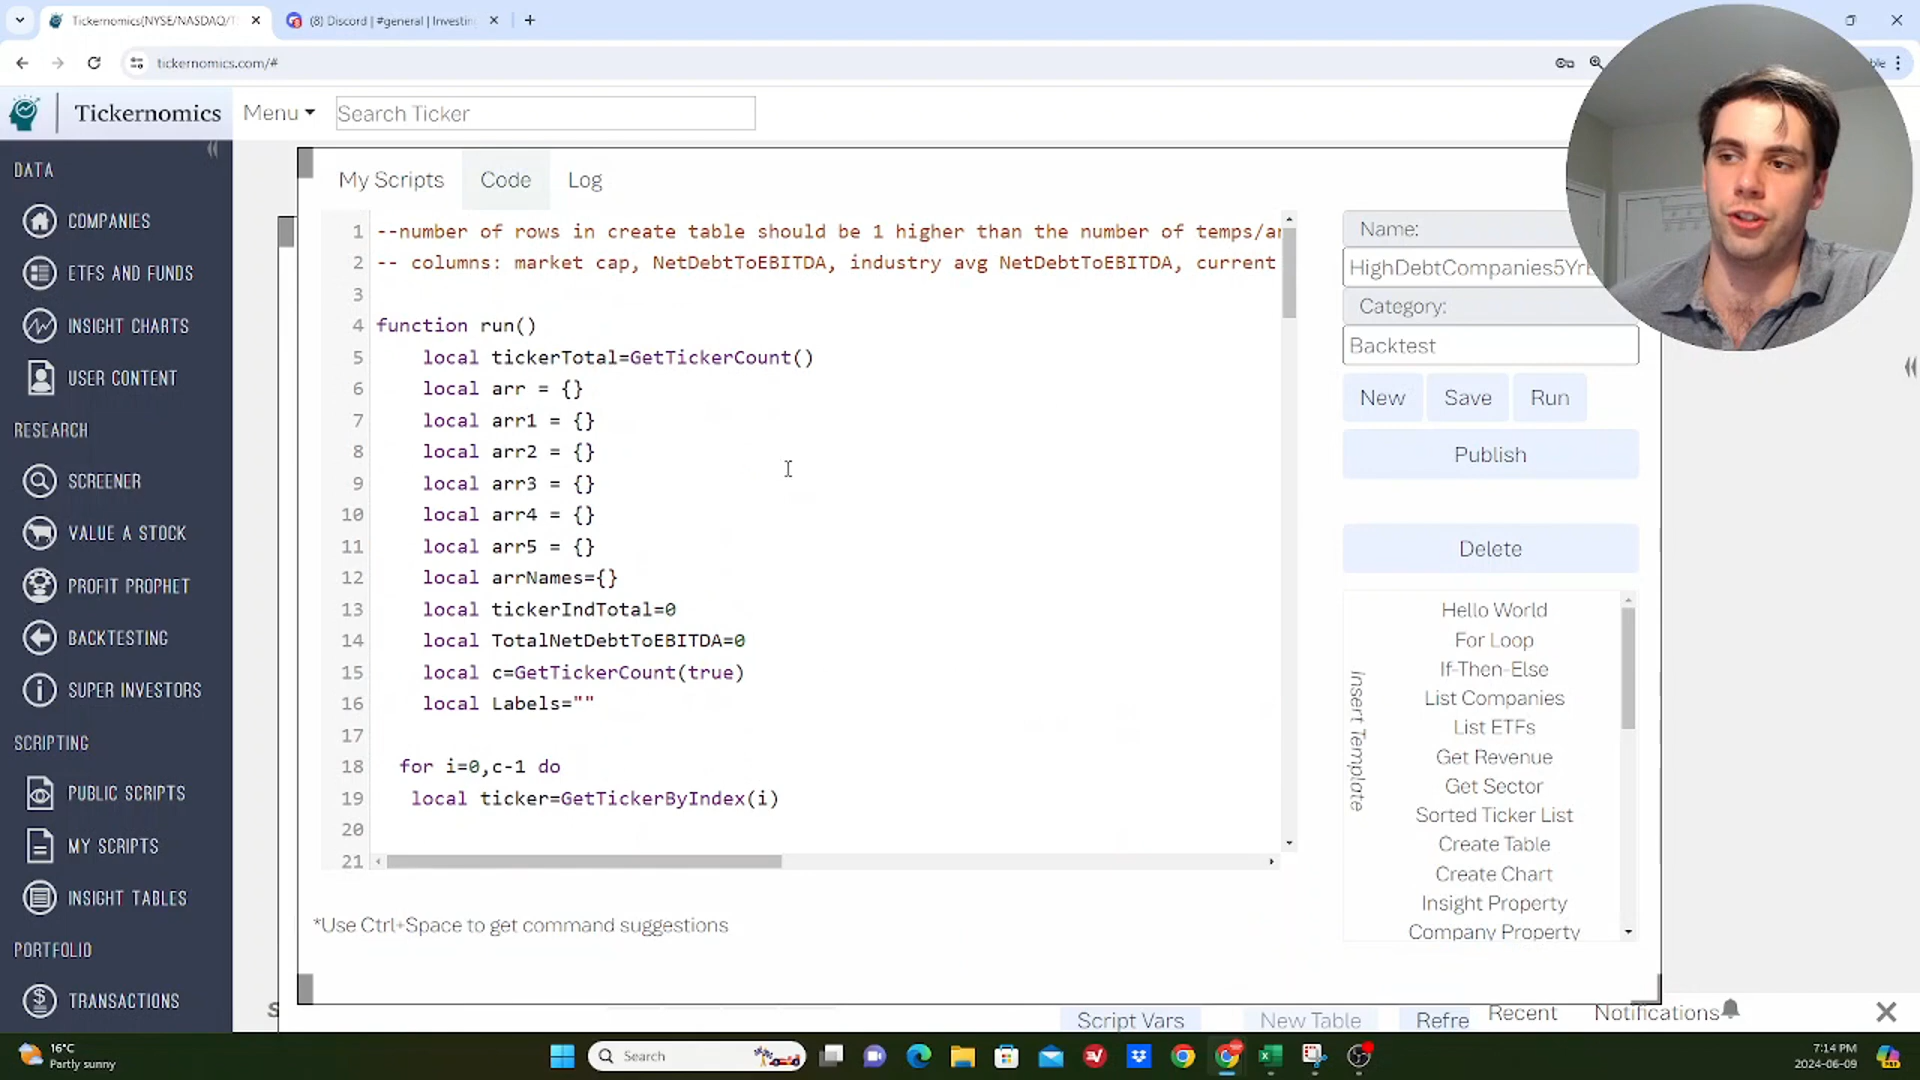 Tickernomics(NYSE/NASDAQ/T
(8) Discord | #general | Investin
tickernomics.com/#
Tickernomics
Menu
Search Ticker
DATA
COMPANIES
ETFS AND FUNDS
INSIGHT CHARTS
USER CONTENT
RESEARCH
SCREENER
VALUE A STOCK
PROFIT PROPHET
BACKTESTING
SUPER INVESTORS
SCRIPTING
PUBLIC SCRIPTS
MY SCRIPTS
INSIGHT TABLES
PORTFOLIO
TRANSACTIONS
My Scripts Code Log
1 --number of rows in create table should be 1 higher than the number of temps/ar
2 -- columns: market cap, NetDebtToEBITDA, industry avg NetDebtToEBITDA, current
3
4 function run()
5 local tickerTotal=GetTickerCount()
6 local arr = {}
7 local arr1 = {}
8 local arr2 = {}
9 local arr3 = {}
10 local arr4 = {}
11 local arr5 = {}
12 local arrNames={}
13 local tickerIndTotal=0
14 local TotalNetDebtToEBITDA=0
15 local c=GetTickerCount(true)
16 local Labels=""
17
18 for i=0,c-1 do
19 local ticker=GetTickerByIndex(i)
20
21
*Use Ctrl+Space to get command suggestions
Name:
HighDebtCompanies5Yr
Category:
Backtest
New Save Run
Publish
Delete
Insert Template
Hello World
For Loop
If-Then-Else
List Companies
List ETFs
Get Revenue
Get Sector
Sorted Ticker List
Create Table
Create Chart
Insight Property
Company Property
Script Vars New Table Refre Recent Notifications
16°C
Partly sunny
Search
7:14 PM
2024-06-09